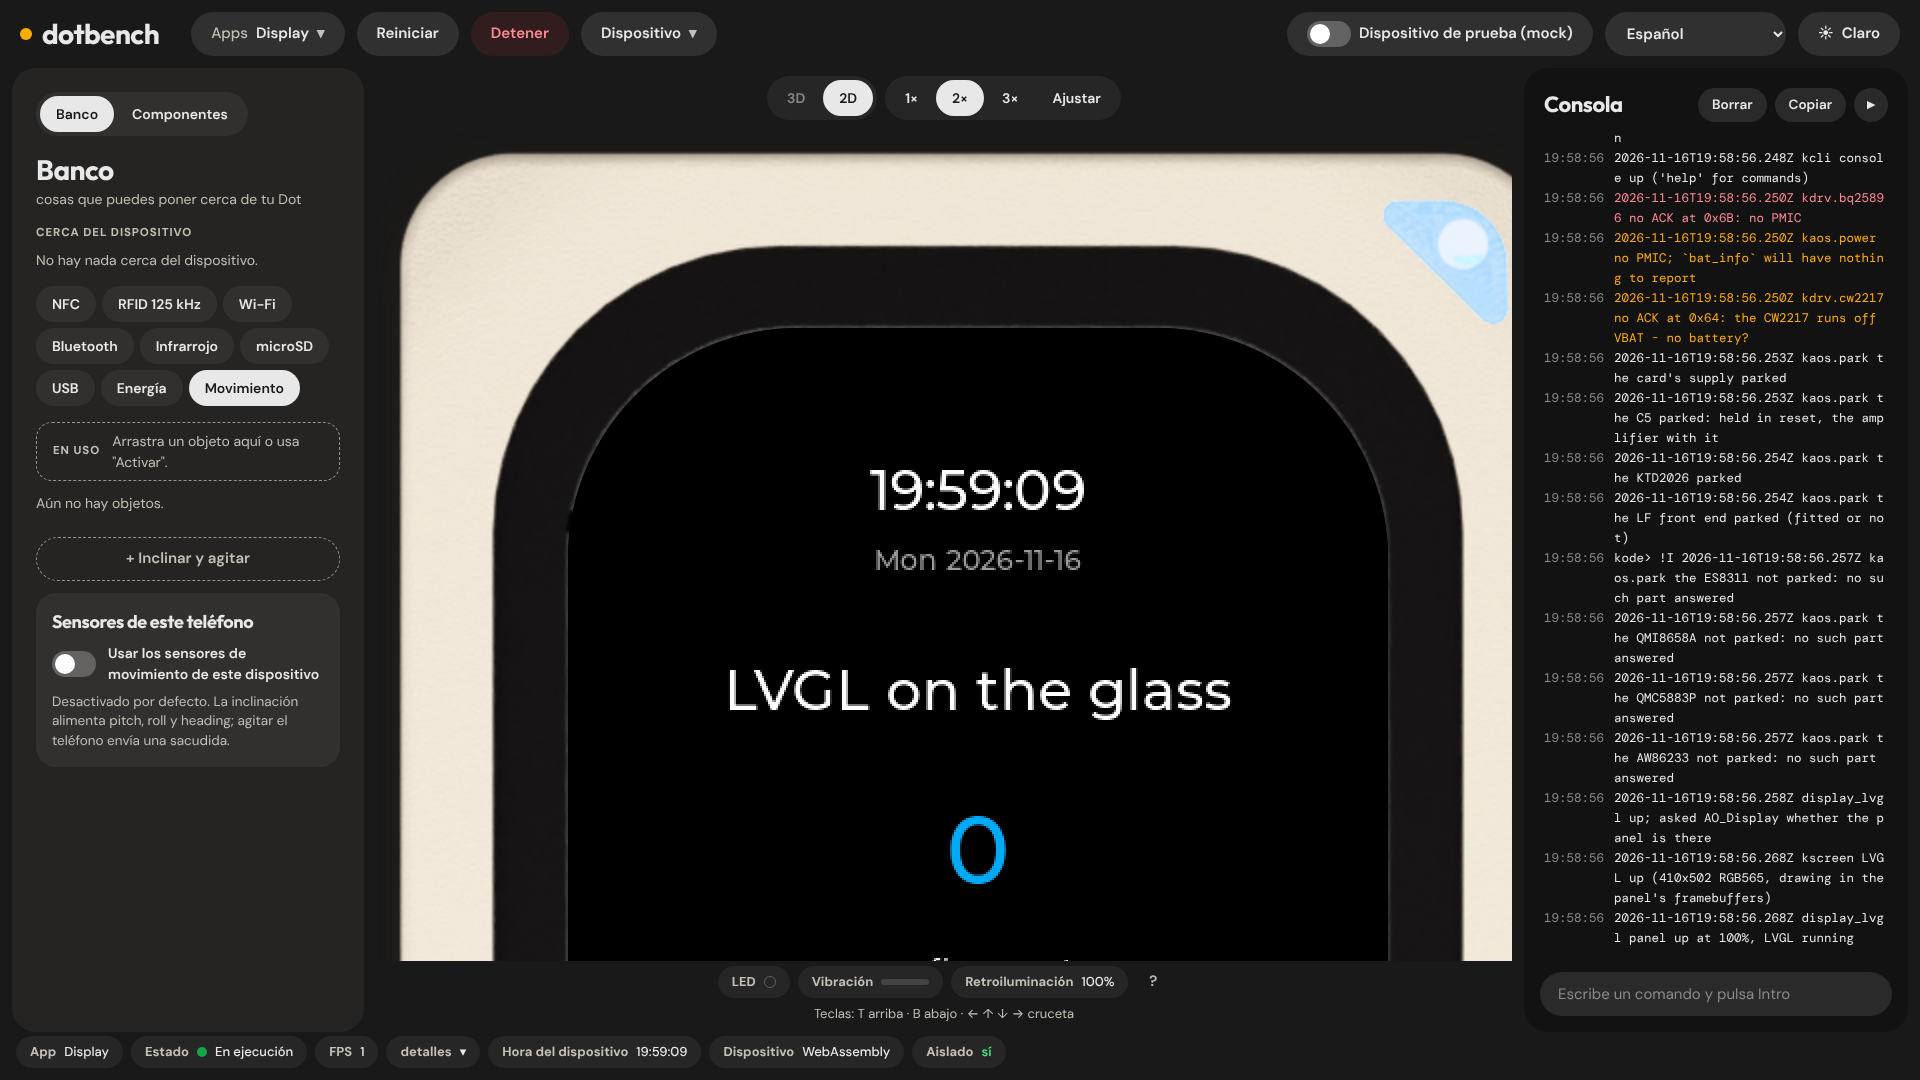 dotbench
Apps Display ▾
Reiniciar
Detener
Dispositivo ▾
Dispositivo de prueba (mock)
Español
☀ Claro
Banco
Componentes
Banco
cosas que puedes poner cerca de tu Dot
CERCA DEL DISPOSITIVO
No hay nada cerca del dispositivo.
NFC
RFID 125 kHz
Wi-Fi
Bluetooth
Infrarrojo
microSD
USB
Energía
Movimiento
EN USO
Arrastra un objeto aquí o usa
"Activar".
Aún no hay objetos.
+ Inclinar y agitar
Sensores de este teléfono
Usar los sensores de
movimiento de este dispositivo
Desactivado por defecto. La inclinación
alimenta pitch, roll y heading; agitar el
teléfono envía una sacudida.
3D
2D
1×
2×
3×
Ajustar
19:59:09
Mon 2026-11-16
LVGL on the glass
0
LED
Vibración
Retroiluminación 100%
?
Teclas: T arriba · B abajo · ← ↑ ↓ → cruceta
Consola
Borrar
Copiar
▶
n
19:58:56 2026-11-16T19:58:56.248Z kcli consol
e up ('help' for commands)
19:58:56 2026-11-16T19:58:56.250Z kdrv.bq2589
6 no ACK at 0x6B: no PMIC
19:58:56 2026-11-16T19:58:56.250Z kaos.power
no PMIC; `bat_info` will have nothin
g to report
19:58:56 2026-11-16T19:58:56.250Z kdrv.cw2217
no ACK at 0x64: the CW2217 runs off
VBAT - no battery?
19:58:56 2026-11-16T19:58:56.253Z kaos.park t
he card's supply parked
19:58:56 2026-11-16T19:58:56.253Z kaos.park t
he C5 parked: held in reset, the amp
lifier with it
19:58:56 2026-11-16T19:58:56.254Z kaos.park t
he KTD2026 parked
19:58:56 2026-11-16T19:58:56.254Z kaos.park t
he LF front end parked (fitted or no
t)
19:58:56 kode> !I 2026-11-16T19:58:56.257Z ka
os.park the ES8311 not parked: no su
ch part answered
19:58:56 2026-11-16T19:58:56.257Z kaos.park t
he QMI8658A not parked: no such part
answered
19:58:56 2026-11-16T19:58:56.257Z kaos.park t
he QMC5883P not parked: no such part
answered
19:58:56 2026-11-16T19:58:56.257Z kaos.park t
he AW86233 not parked: no such part
answered
19:58:56 2026-11-16T19:58:56.258Z display_lvg
l up; asked AO_Display whether the p
anel is there
19:58:56 2026-11-16T19:58:56.268Z kscreen LVG
L up (410x502 RGB565, drawing in the
panel's framebuffers)
19:58:56 2026-11-16T19:58:56.268Z display_lvg
l panel up at 100%, LVGL running
Escribe un comando y pulsa Intro
App Display
Estado En ejecución
FPS 1
detalles ▾
Hora del dispositivo 19:59:09
Dispositivo WebAssembly
Aislado sí